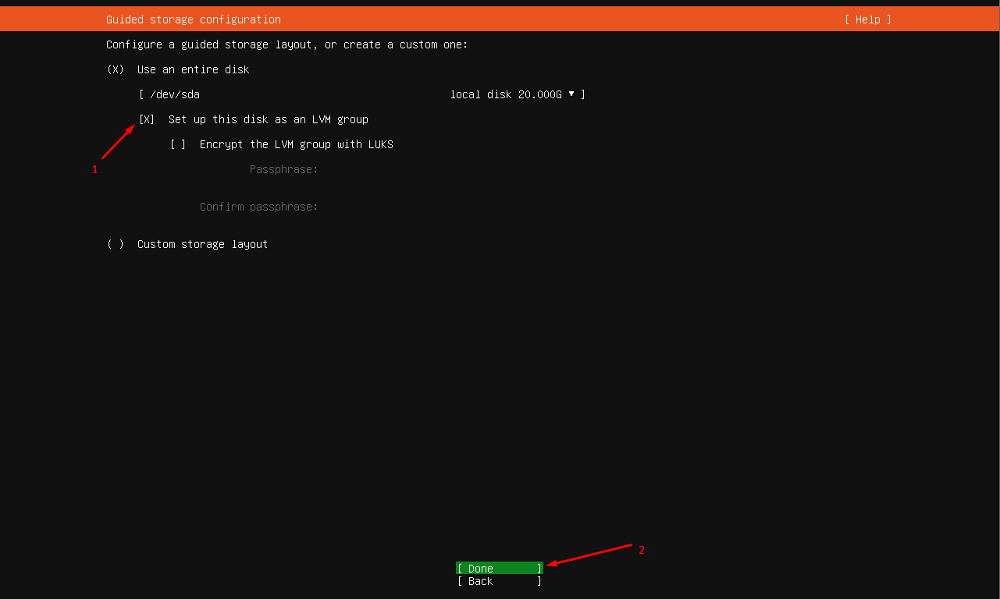 Guided storage configuration [ Help ]
Configure a guided storage layout, or create a custom one:
(X) Use an entire disk
[ /dev/sda local disk 20.000G ▾ ]
[X] Set up this disk as an LVM group
[ ] Encrypt the LVM group with LUKS
1 Passphrase:
Confirm passphrase:
( ) Custom storage layout
2
[ Done ]
[ Back ]